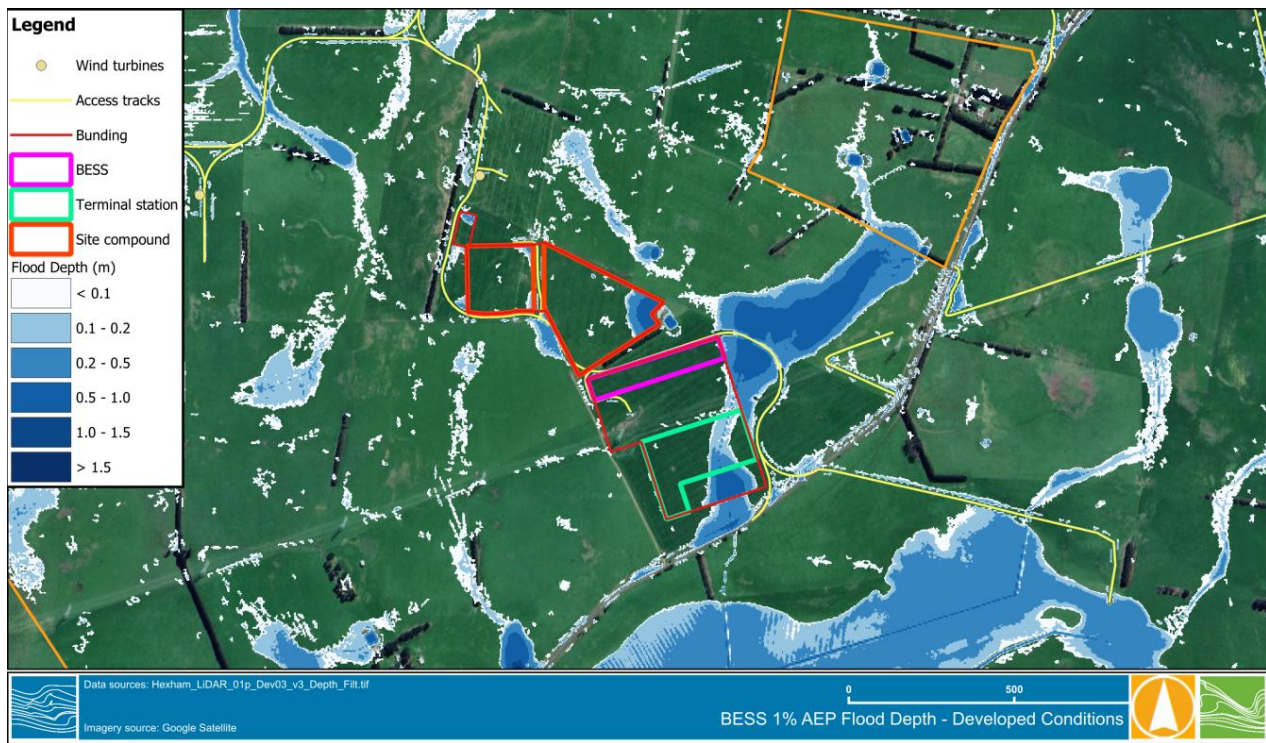 Legend
Wind turbines
Access tracks
Bunding
BESS
Terminal station
Site compound
Flood Depth (m)
< 0.1
0.1 - 0.2
0.2 - 0.5
0.5 - 1.0
1.0 - 1.5
> 1.5
Data sources: Hexham_LiDAR_01p_Dev03_v3_Depth_Filt.tif
Imagery source: Google Satellite
0 500
BESS 1% AEP Flood Depth - Developed Conditions